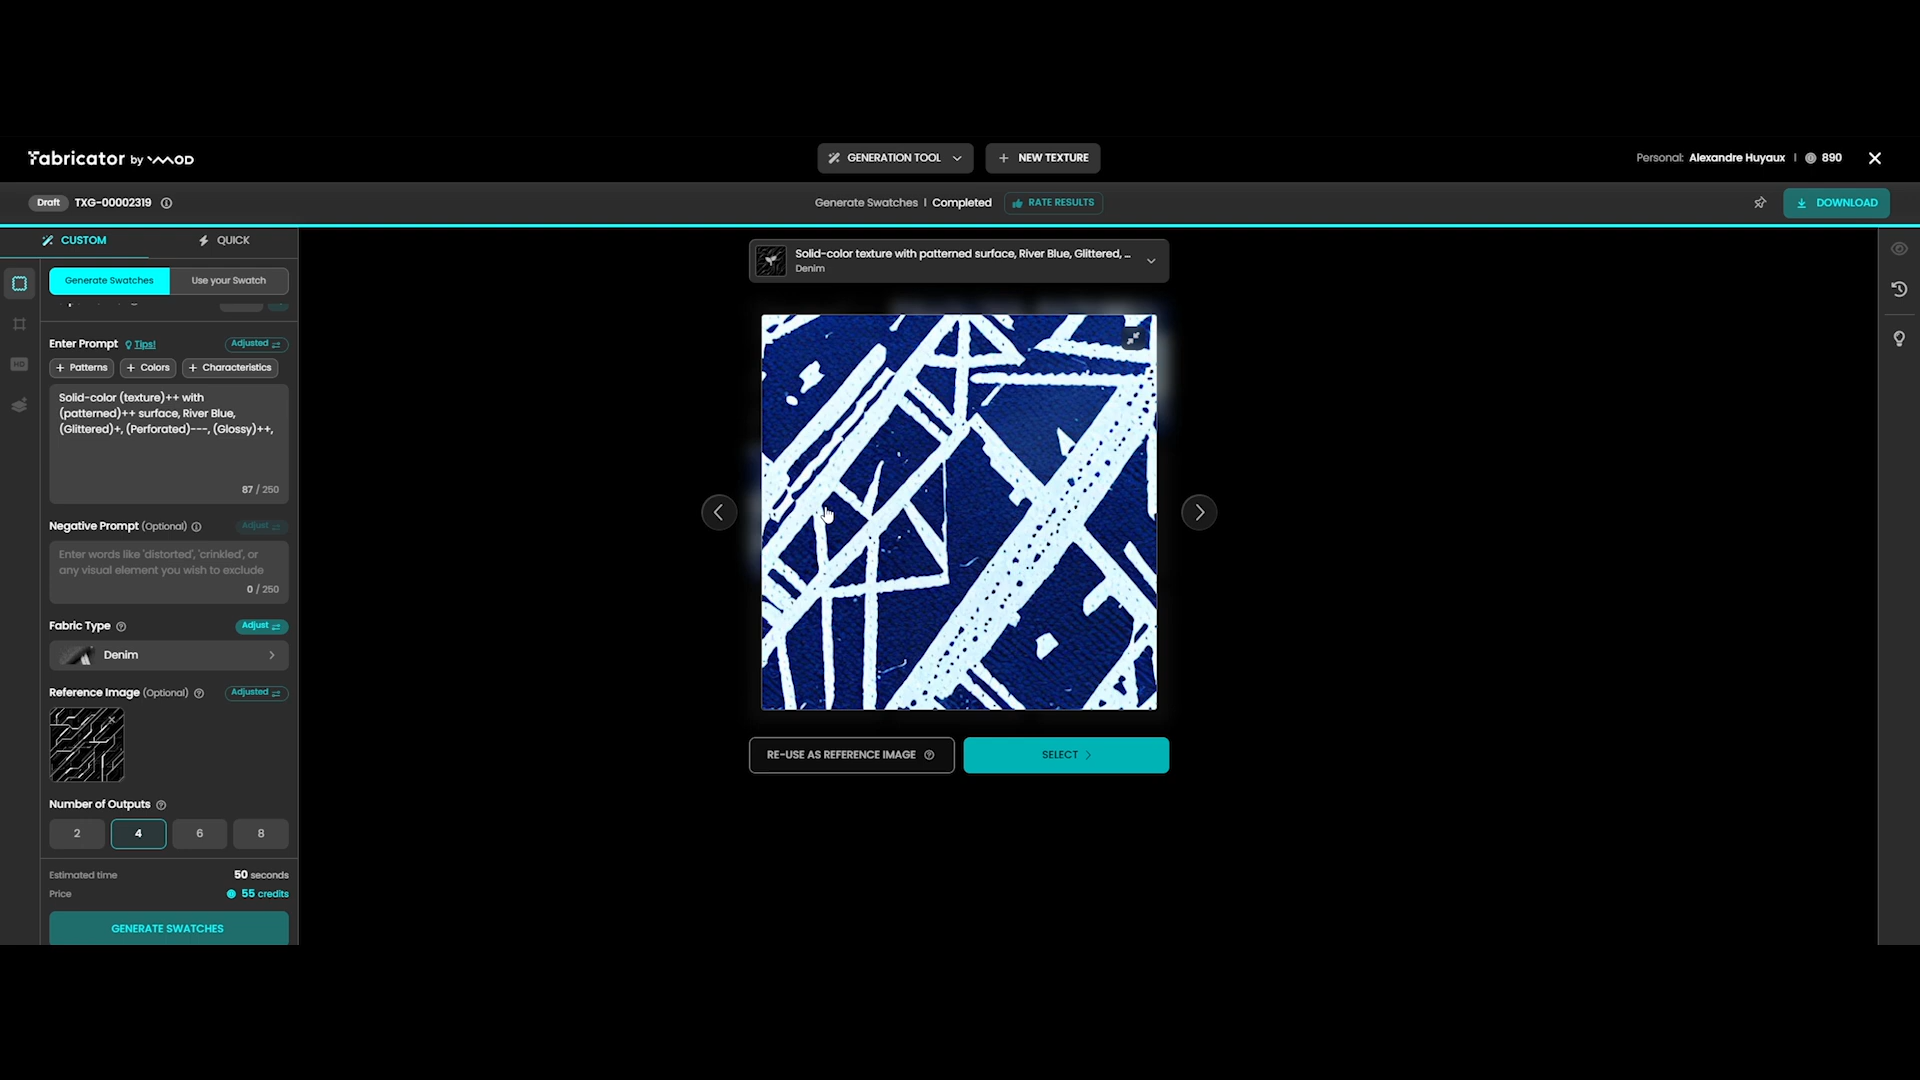 Fabricator by MOD
GENERATION TOOL
NEW TEXTURE
Personal: Alexandre Huyaux | 890
Draft TXG-00002319
Generate Swatches | Completed
RATE RESULTS
DOWNLOAD
CUSTOM
QUICK
Generate Swatches
Use your Swatch
Solid-color texture with patterned surface, River Blue, Glittered, ...
Denim
Enter Prompt Tips!
Adjusted
+ Patterns
+ Colors
+ Characteristics
Solid-color (texture)++ with
(patterned)++ surface, River Blue,
(Glittered)+, (Perforated)---, (Glossy)++,
87 / 250
Negative Prompt (Optional)
Adjust
Enter words like 'distorted', 'crinkled', or
any visual element you wish to exclude
0 / 250
Fabric Type
Adjust
Denim
Reference Image (Optional)
Adjusted
RE-USE AS REFERENCE IMAGE
SELECT
Number of Outputs
2
4
6
8
Estimated time
50 seconds
Price
55 credits
GENERATE SWATCHES
HD